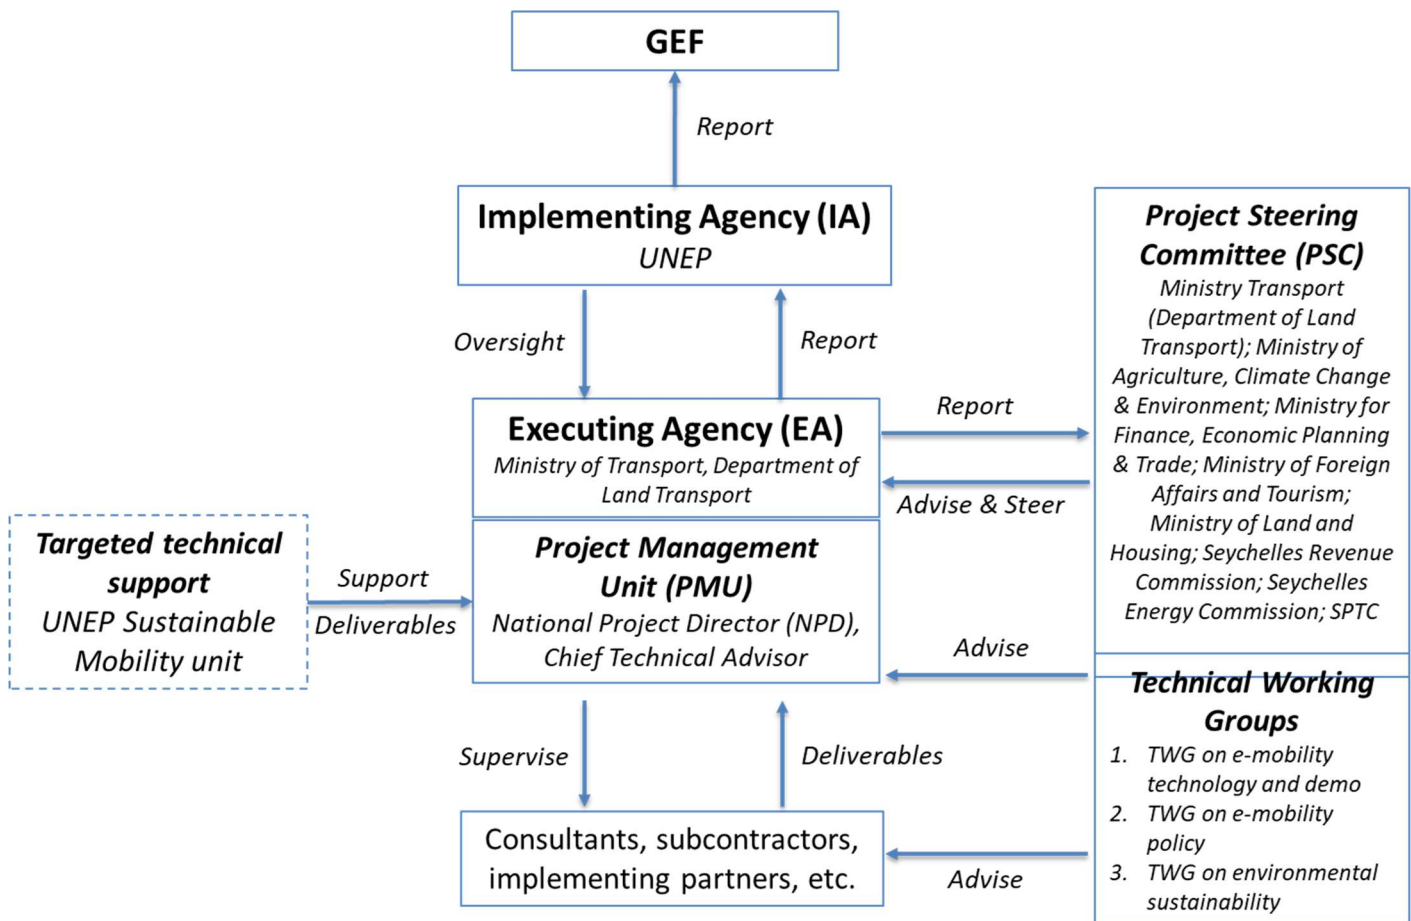 GEF
Report
Implementing Agency (IA)
UNEP
Oversight
Report
Executing Agency (EA)
Ministry of Transport, Department of
Land Transport
Report
Advise & Steer
Project Steering
Committee (PSC)
Ministry Transport
(Department of Land
Transport); Ministry of
Agriculture, Climate Change
& Environment; Ministry for
Finance, Economic Planning
& Trade; Ministry of Foreign
Affairs and Tourism;
Ministry of Land and
Housing; Seychelles Revenue
Commission; Seychelles
Energy Commission; SPTC
Targeted technical
support
UNEP Sustainable
Mobility unit
Support
Deliverables
Project Management
Unit (PMU)
National Project Director (NPD),
Chief Technical Advisor
Advise
Technical Working
Groups
1. TWG on e-mobility
technology and demo
2. TWG on e-mobility
policy
3. TWG on environmental
sustainability
Supervise
Deliverables
Consultants, subcontractors,
implementing partners, etc.
Advise